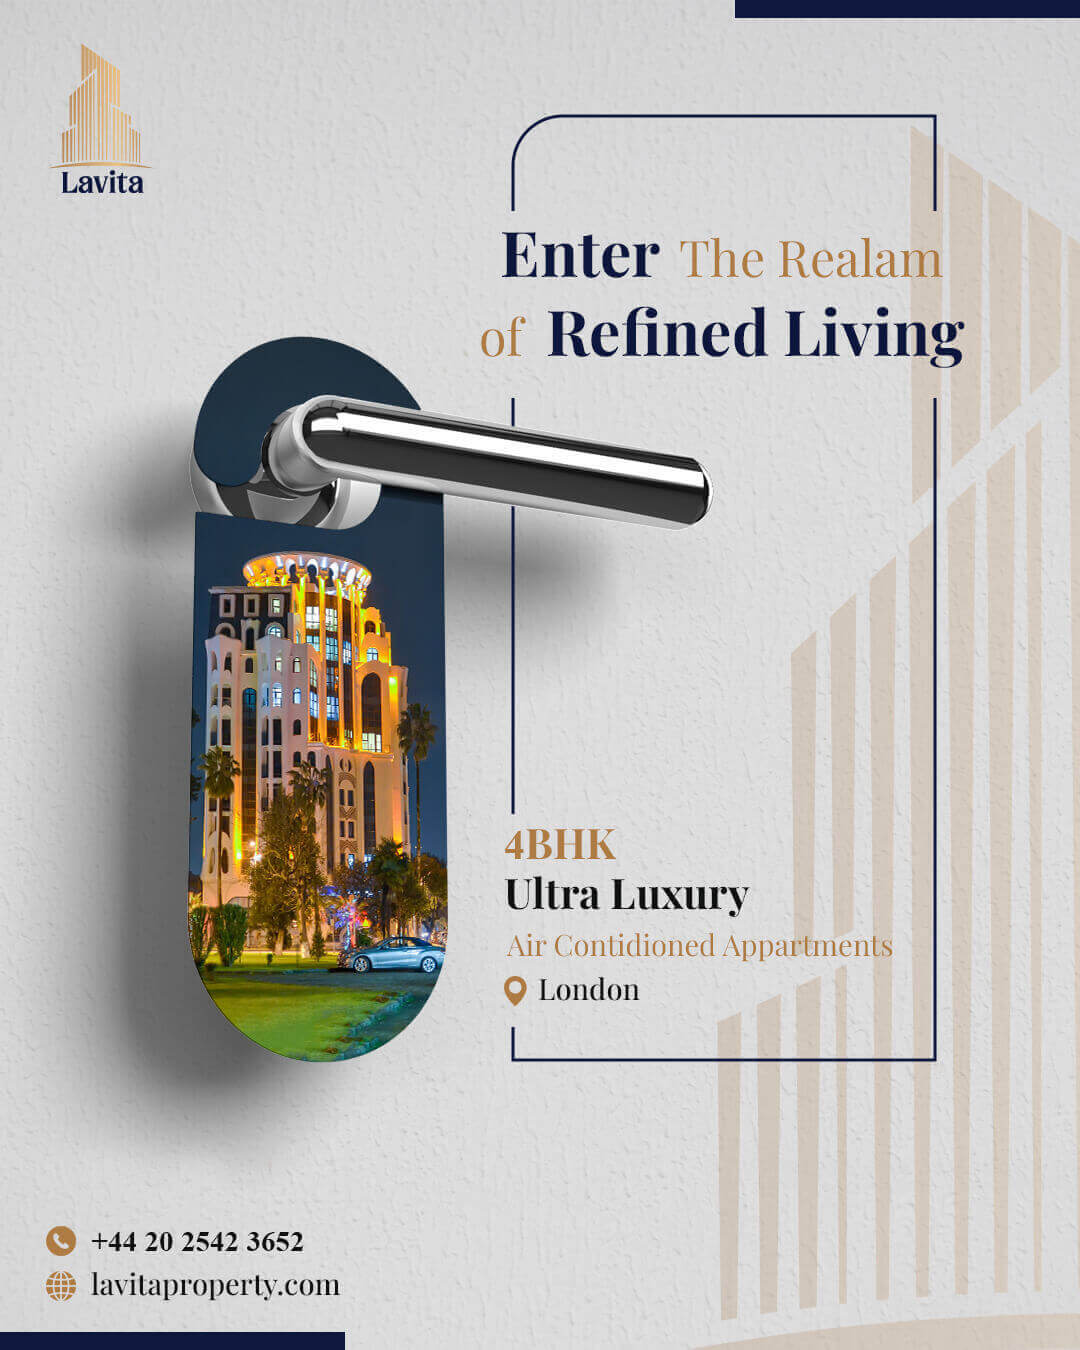 Lavita
Enter The Realam
of Refined Living
4BHK
Ultra Luxury
Air Contidioned Appartments
London
+44 20 2542 3652
lavitaproperty.com